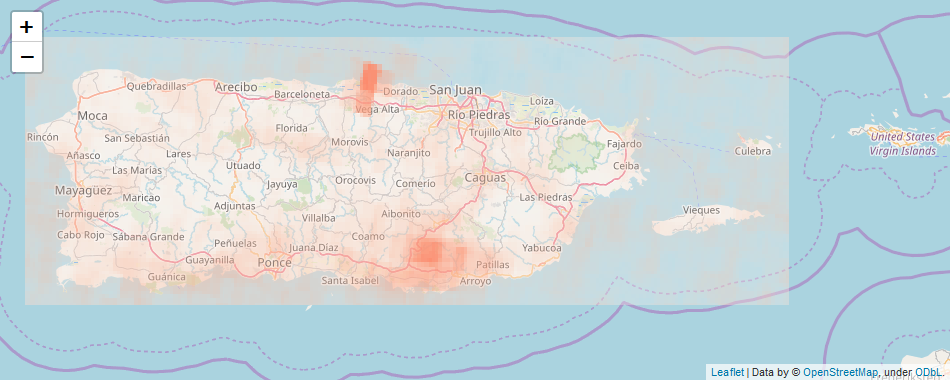 +
−
Quebradillas
Arecibo
San Juan
Barceloneta
Dorado
Loíza
Vega Alta
Moca
Río Piedras
Río Grande
Florida
Trujillo Alto
Rincón
San Sebastián
Morovis
Fajardo
United States
Virgin Islands
Añasco
Lares
Naranjito
Culebra
Las Marías
Utuado
Ceiba
Mayagüez
Jayuya
Orocovis
Comerío
Caguas
Maricao
Las Piedras
Adjuntas
Hormigueros
Villalba
Aibonito
Vieques
Cabo Rojo
Sábana Grande
Peñuelas
Coamo
Juana Díaz
Yabucoa
Guayanilla
Ponce
Patillas
Guánica
Santa Isabel
Arroyo
Leaflet | Data by © OpenStreetMap, under ODbL.